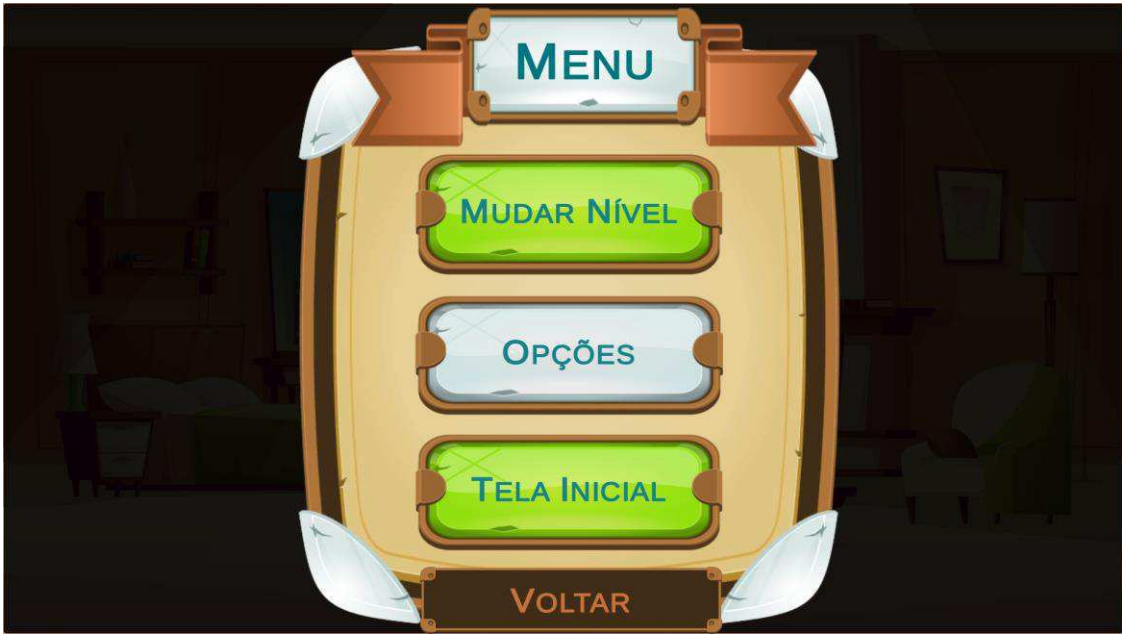 MENU
MUDAR NÍVEL
OPÇÕES
TELA INICIAL
VOLTAR